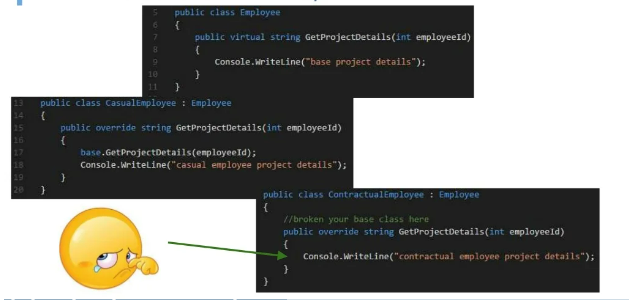 5 public class Employee
6 {
7 public virtual string GetProjectDetails(int employeeId)
8 {
9 Console.WriteLine("base project details");
10 }
11 }
13 public class CasualEmployee : Employee
14 {
15 public override string GetProjectDetails(int employeeId)
16 {
17 base.GetProjectDetails(employeeId);
18 Console.WriteLine("casual employee project details");
19 }
20 }
public class ContractualEmployee : Employee
{
//broken your base class here
public override string GetProjectDetails(int employeeId)
{
Console.WriteLine("contractual employee project details");
}
}